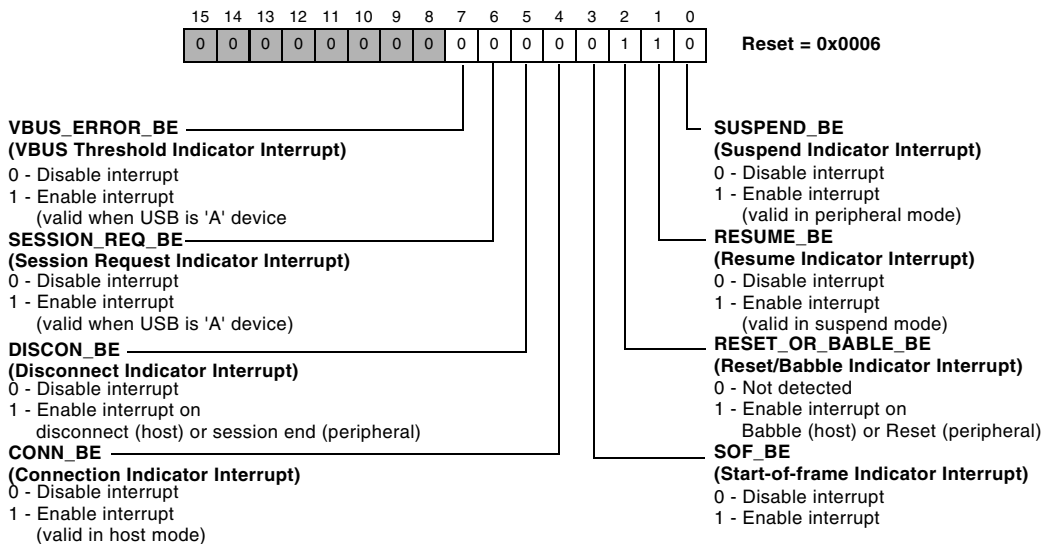 15 14 13 12 11 10 9 8 7 6 5 4 3 2 1 0
0 0 0 0 0 0 0 0 0 0 0 0 0 1 1 0
Reset = 0x0006
VBUS_ERROR_BE
(VBUS Threshold Indicator Interrupt)
0 - Disable interrupt
1 - Enable interrupt
(valid when USB is 'A' device
SESSION_REQ_BE
(Session Request Indicator Interrupt)
0 - Disable interrupt
1 - Enable interrupt
(valid when USB is 'A' device)
DISCON_BE
(Disconnect Indicator Interrupt)
0 - Disable interrupt
1 - Enable interrupt on
disconnect (host) or session end (peripheral)
CONN_BE
(Connection Indicator Interrupt)
0 - Disable interrupt
1 - Enable interrupt
(valid in host mode)
SUSPEND_BE
(Suspend Indicator Interrupt)
0 - Disable interrupt
1 - Enable interrupt
(valid in peripheral mode)
RESUME_BE
(Resume Indicator Interrupt)
0 - Disable interrupt
1 - Enable interrupt
(valid in suspend mode)
RESET_OR_BABLE_BE
(Reset/Babble Indicator Interrupt)
0 - Not detected
1 - Enable interrupt on
Babble (host) or Reset (peripheral)
SOF_BE
(Start-of-frame Indicator Interrupt)
0 - Disable interrupt
1 - Enable interrupt